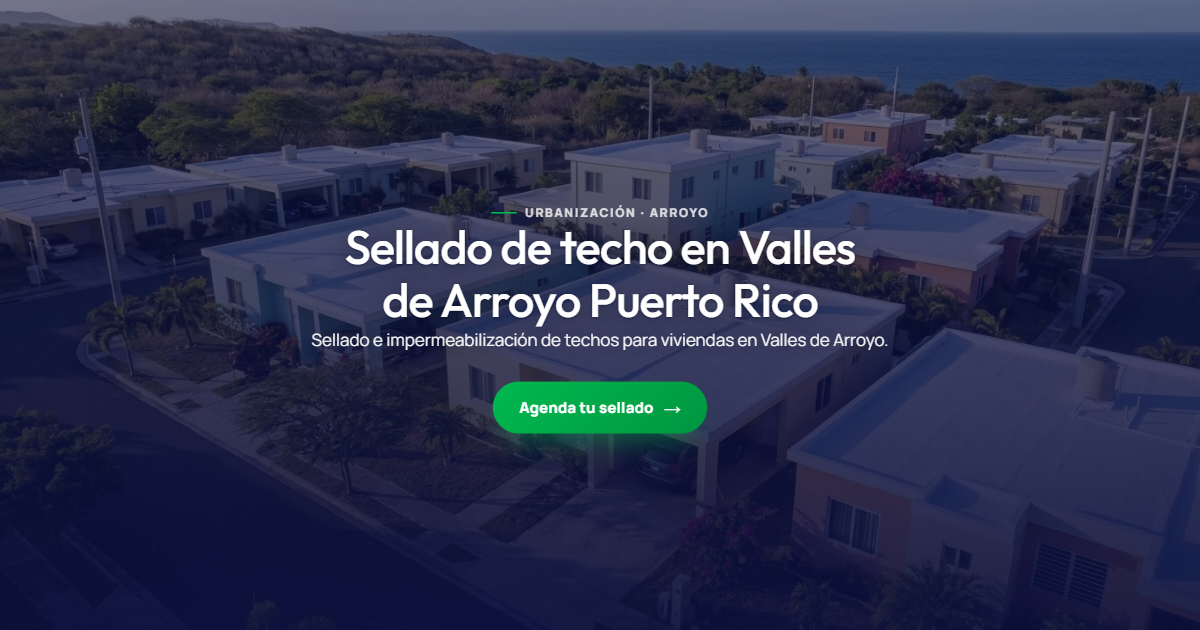 URBANIZACIÓN · ARROYO
Sellado de techo en Valles
de Arroyo Puerto Rico
Sellado e impermeabilización de techos para viviendas en Valles de Arroyo.
Agenda tu sellado →